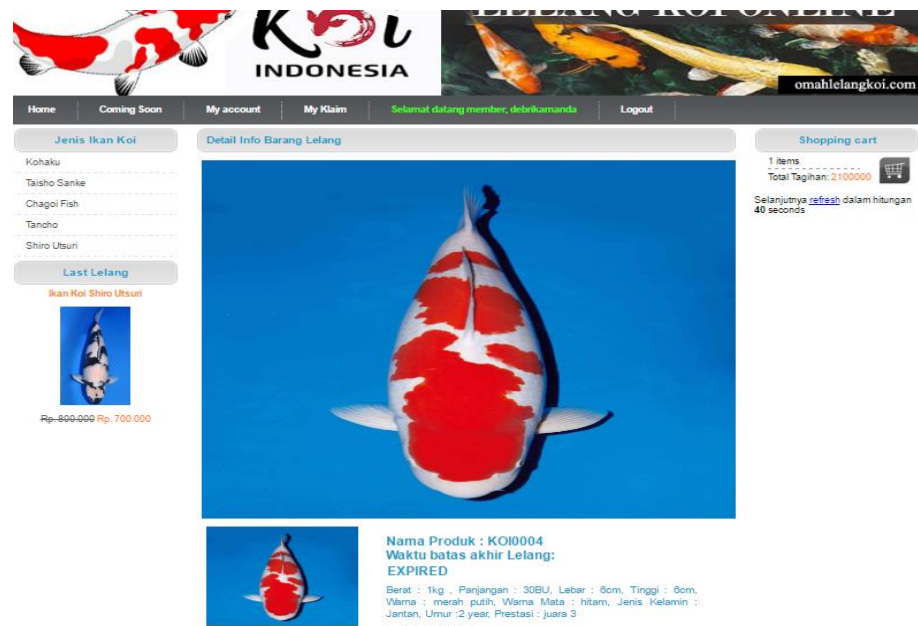 KOI
INDONESIA
LELANG KOI ONLINE
omahlelangkoi.com
Home
Coming Soon
My account
My Klaim
Selamat datang member, debrikamanda
Logout
Jenis Ikan Koi
Kohaku
Taisho Sanke
Chagoi Fish
Tancho
Shiro Utsuri
Last Lelang
Ikan Koi Shiro Utsuri
Rp. 800.000 Rp. 700.000
Detail Info Barang Lelang
Nama Produk : KOI0004
Waktu batas akhir Lelang:
EXPIRED
Berat : 1kg , Panjangan : 30BU, Lebar : 6cm, Tinggi : 6cm,
Warna : merah putih, Warna Mata : hitam, Jenis Kelamin :
Jantan, Umur :2 year, Prestasi : juara 3
Shopping cart
1 items
Total Tagihan: 2100000
Selanjutnya refresh dalam hitungan
40 seconds